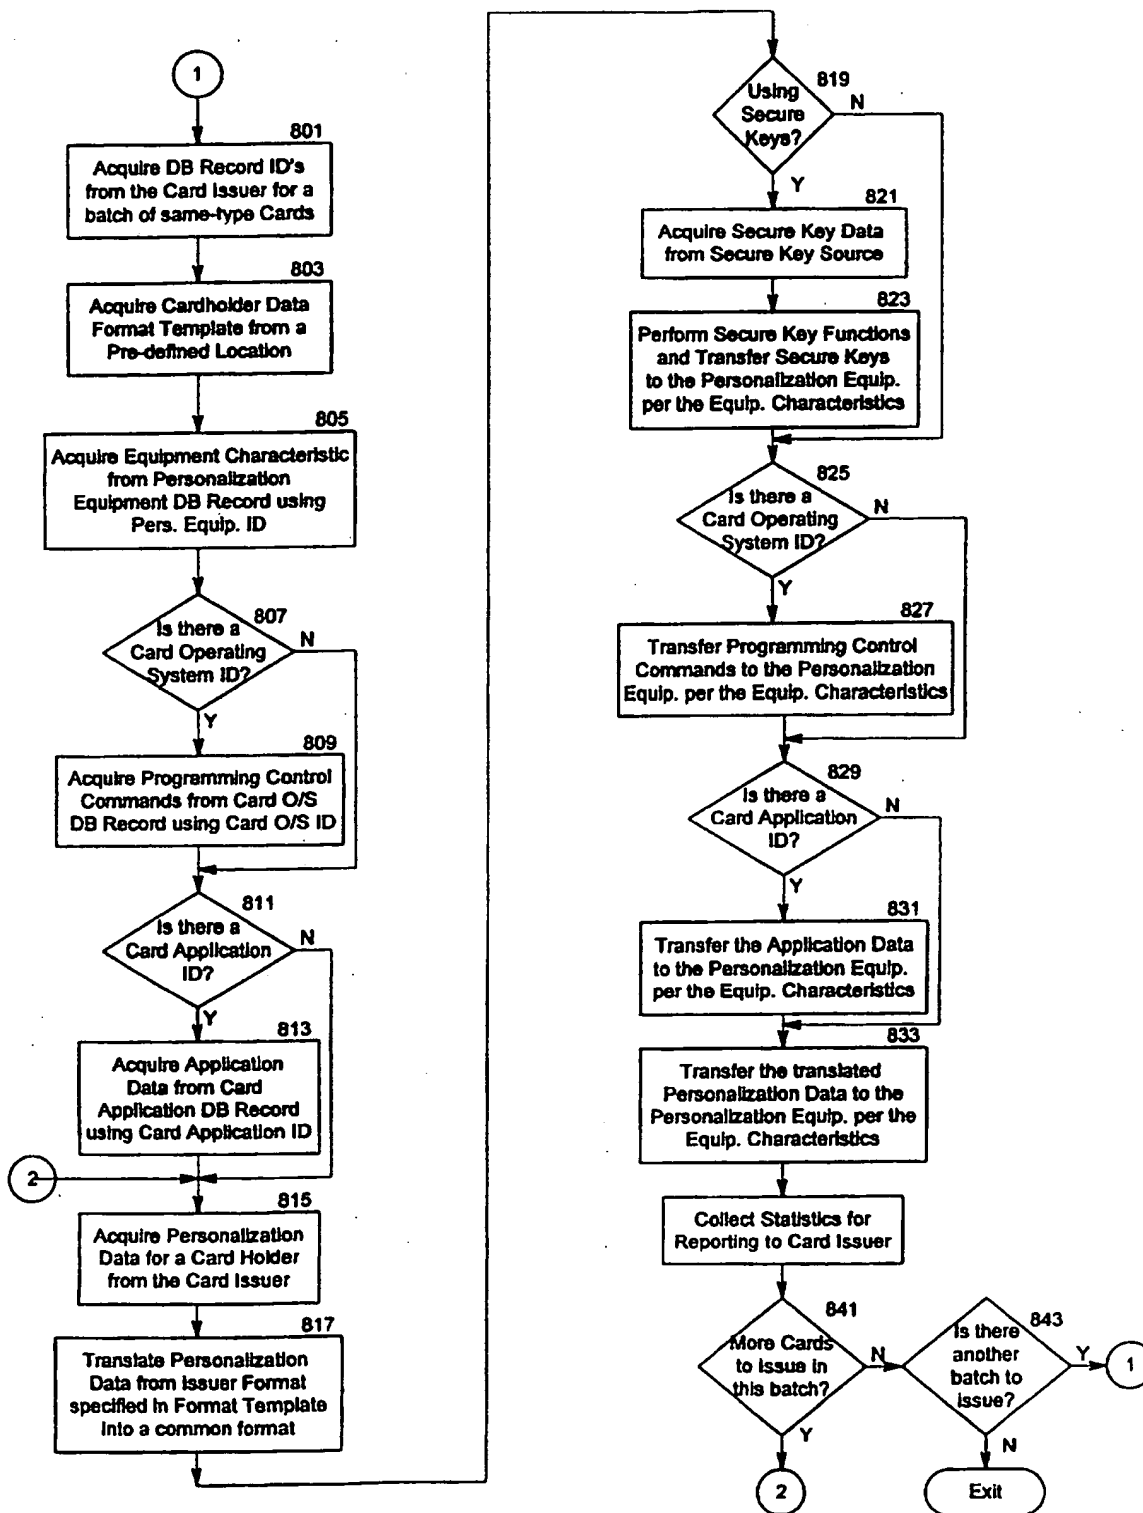 1
801
Acquire DB Record ID's
from the Card Issuer for a
batch of same-type Cards
803
Acquire Cardholder Data
Format Template from a
Pre-defined Location
805
Acquire Equipment Characteristic
from Personalization
Equipment DB Record using
Pers. Equip. ID
807
Is there a
Card Operating
System ID?
N
Y
809
Acquire Programming Control
Commands from Card O/S
DB Record using Card O/S ID
811
Is there a
Card Application
ID?
N
Y
813
Acquire Application
Data from Card
Application DB Record
using Card Application ID
2
815
Acquire Personalization
Data for a Card Holder
from the Card Issuer
817
Translate Personalization
Data from Issuer Format
specified in Format Template
into a common format
819
Using
Secure
Keys?
N
Y
821
Acquire Secure Key Data
from Secure Key Source
823
Perform Secure Key Functions
and Transfer Secure Keys
to the Personalization Equip.
per the Equip. Characteristics
825
Is there a
Card Operating
System ID?
N
Y
827
Transfer Programming Control
Commands to the Personalization
Equip. per the Equip. Characteristics
829
Is there a
Card Application
ID?
N
Y
831
Transfer the Application Data
to the Personalization Equip.
per the Equip. Characteristics
833
Transfer the translated
Personalization Data to the
Personalization Equip. per the
Equip. Characteristics
Collect Statistics for
Reporting to Card Issuer
841
More Cards
to issue in
this batch?
N
Y
2
843
Is there
another
batch to
issue?
Y
1
N
Exit